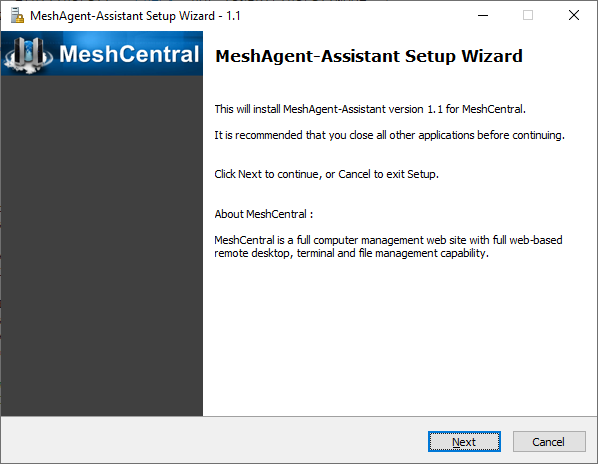 MeshAgent-Assistant Setup Wizard - 1.1
MeshCentral
MeshAgent-Assistant Setup Wizard
This will install MeshAgent-Assistant version 1.1 for MeshCentral.
It is recommended that you close all other applications before continuing.
Click Next to continue, or Cancel to exit Setup.
About MeshCentral :
MeshCentral is a full computer management web site with full web-based
remote desktop, terminal and file management capability.
Next
Cancel